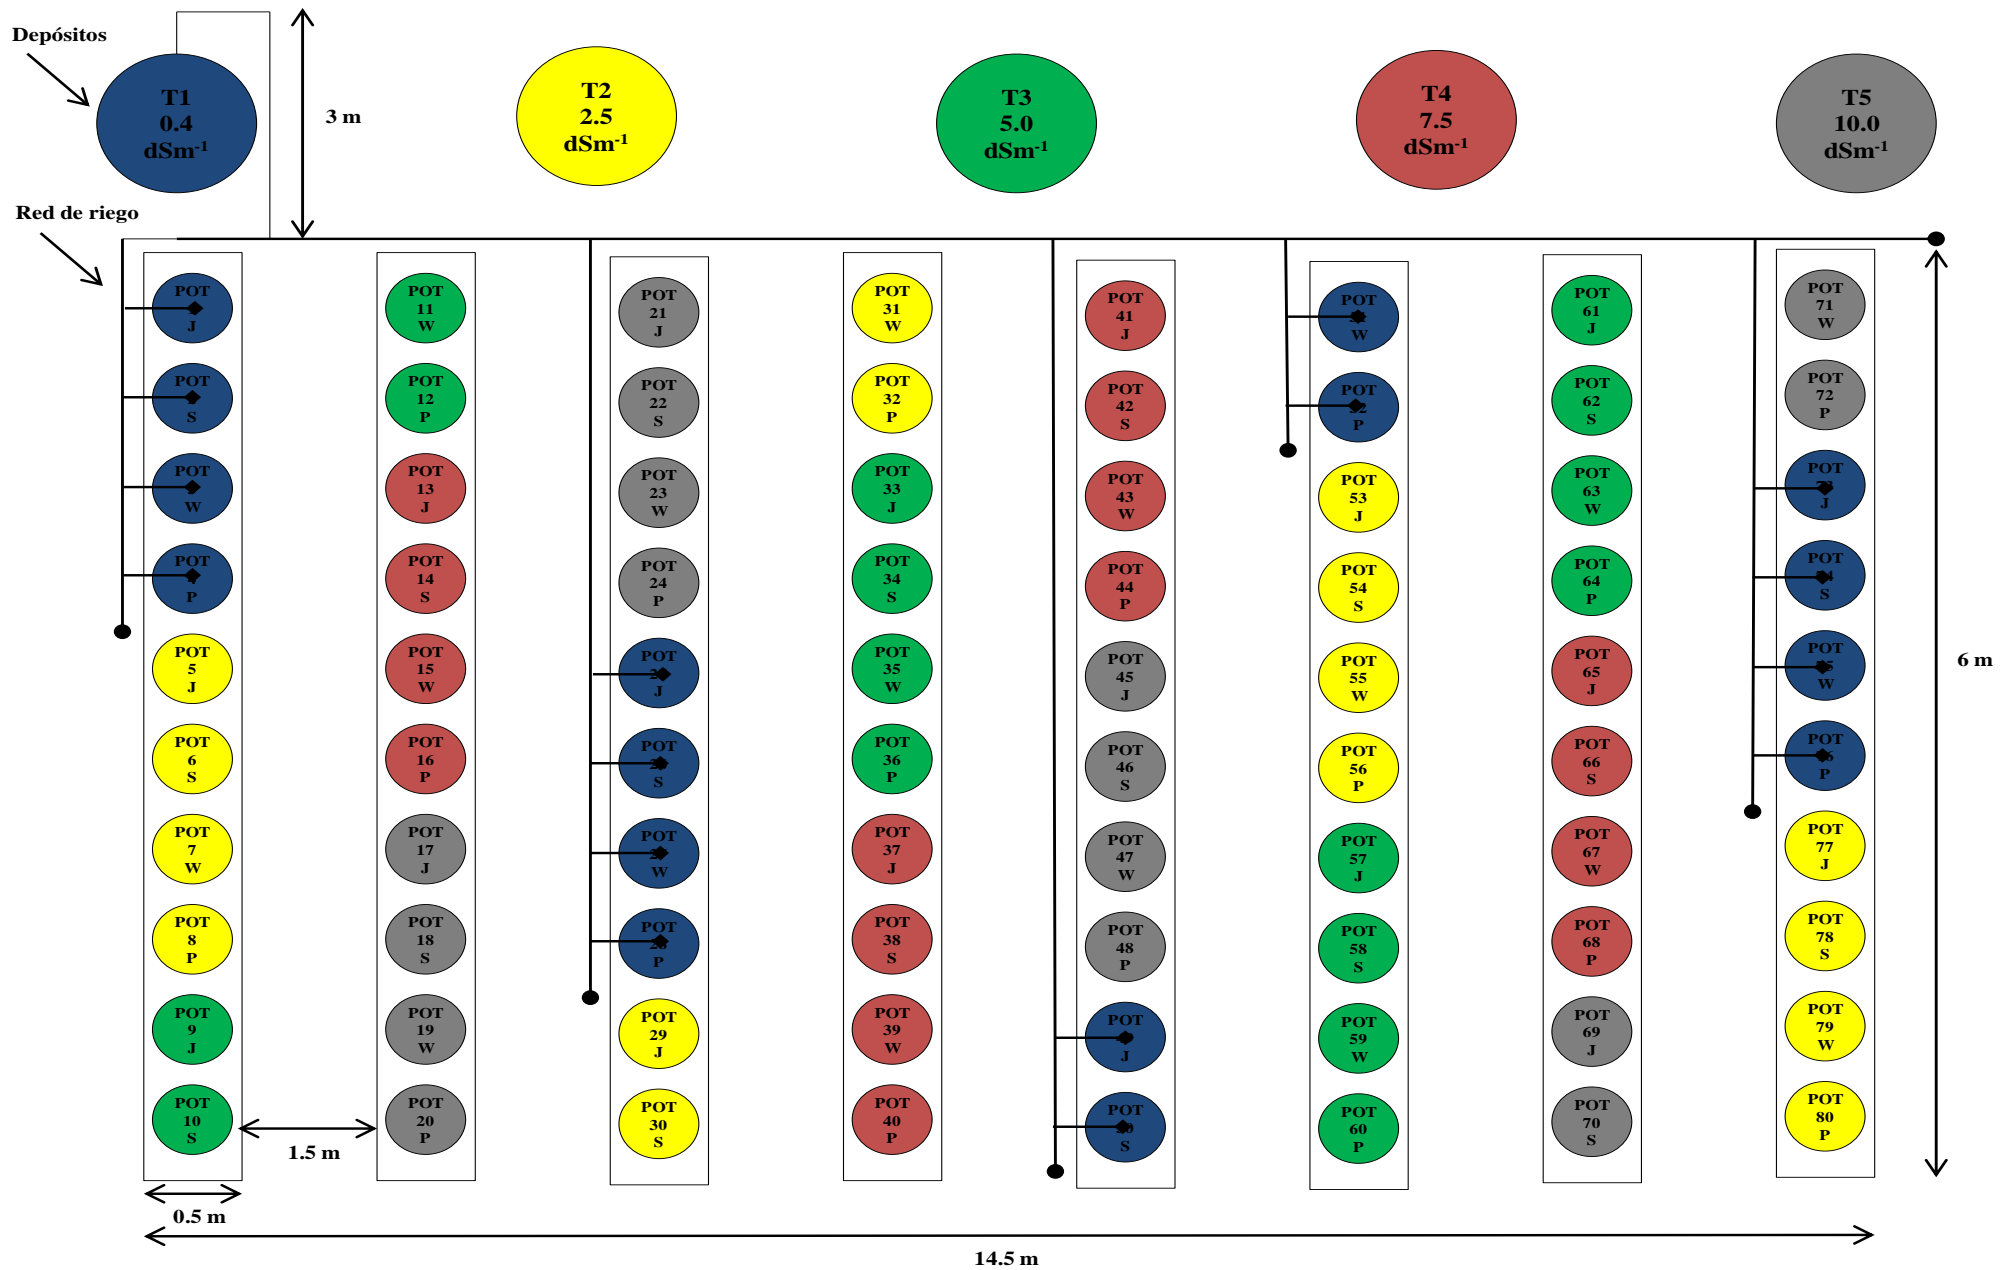 Depósitos
T1
0.4
dSm⁻¹
T2
2.5
dSm⁻¹
T3
5.0
dSm⁻¹
T4
7.5
dSm⁻¹
T5
10.0
dSm⁻¹
3 m
Red de riego
POT
J
POT
S
POT
W
POT
P
POT
5
J
POT
6
S
POT
7
W
POT
8
P
POT
9
J
POT
10
S
POT
11
W
POT
12
P
POT
13
J
POT
14
S
POT
15
W
POT
16
P
POT
17
J
POT
18
S
POT
19
W
POT
20
P
POT
21
J
POT
22
S
POT
23
W
POT
24
P
POT
J
POT
S
POT
W
POT
P
POT
29
J
POT
30
S
POT
31
W
POT
32
P
POT
33
J
POT
34
S
POT
35
W
POT
36
P
POT
37
J
POT
38
S
POT
39
W
POT
40
P
POT
41
J
POT
42
S
POT
43
W
POT
44
P
POT
45
J
POT
46
S
POT
47
W
POT
48
P
POT
J
POT
S
POT
W
POT
P
POT
53
J
POT
54
S
POT
55
W
POT
56
P
POT
57
J
POT
58
S
POT
59
W
POT
60
P
POT
61
J
POT
62
S
POT
63
W
POT
64
P
POT
65
J
POT
66
S
POT
67
W
POT
68
P
POT
69
J
POT
70
S
POT
71
W
POT
72
P
POT
J
POT
S
POT
W
POT
P
POT
77
J
POT
78
S
POT
79
W
POT
80
P
6 m
1.5 m
0.5 m
14.5 m